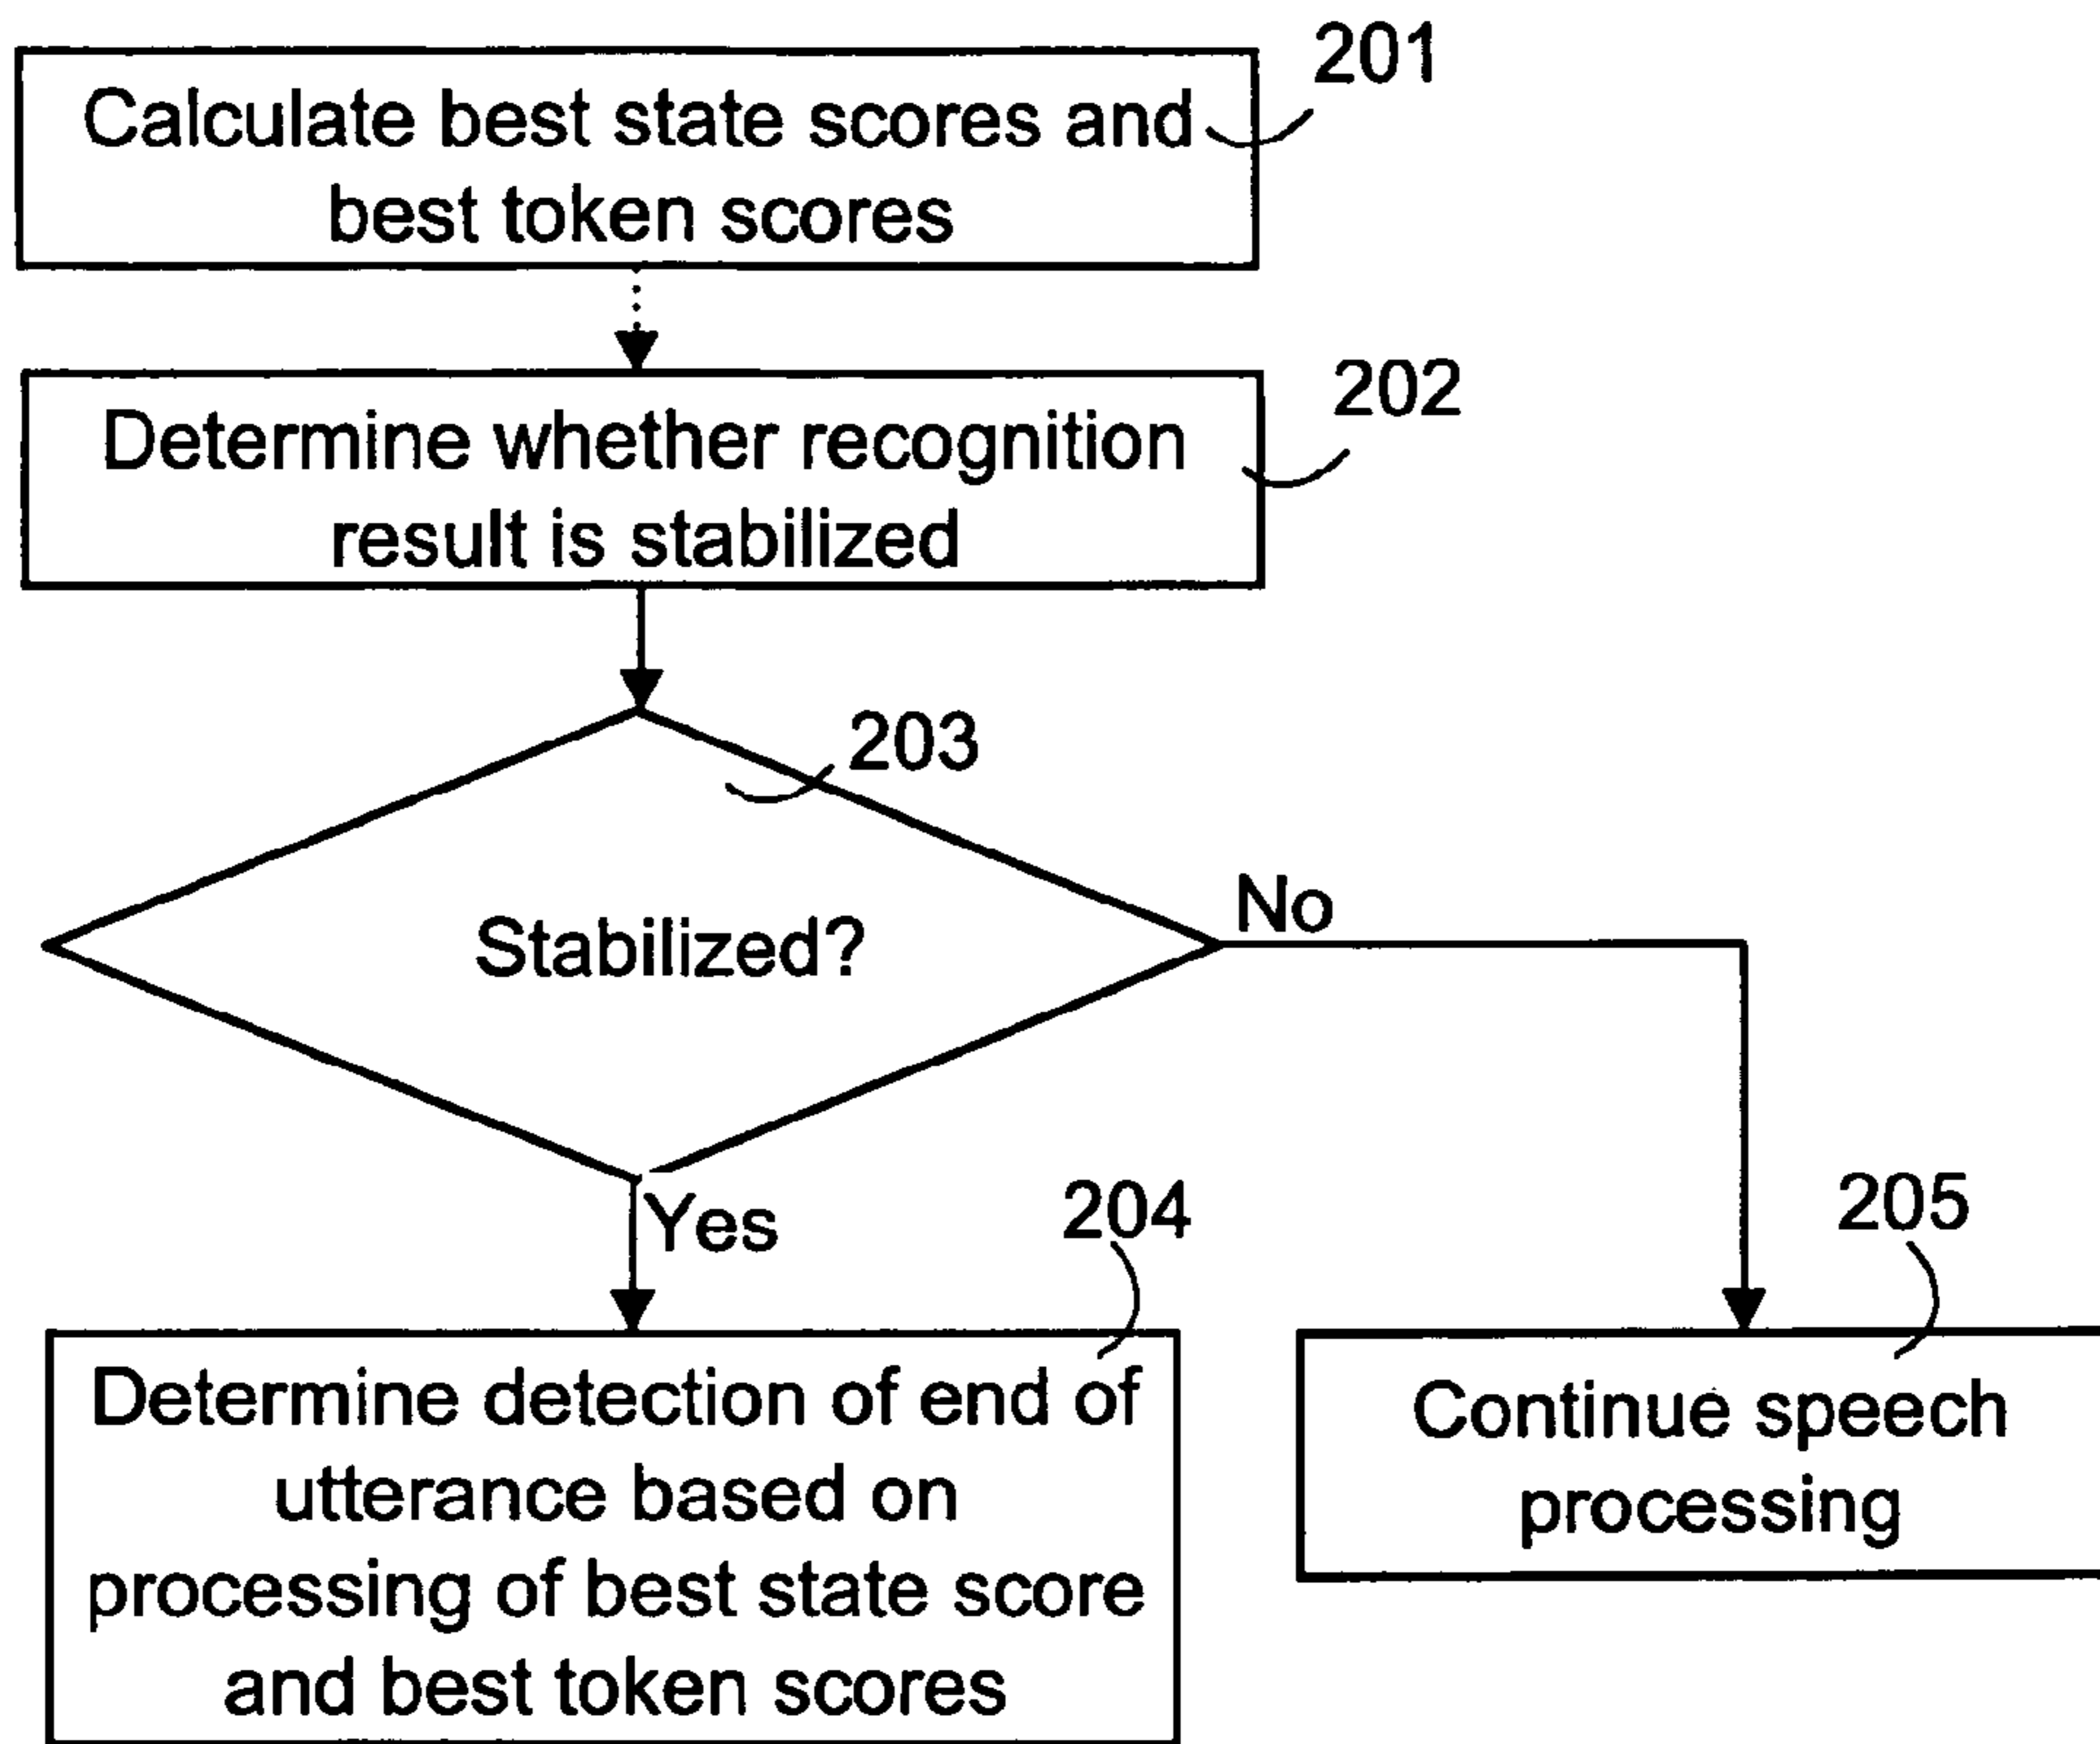 201
Calculate best state scores and
best token scores
202
Determine whether recognition
result is stabilized
203
Stabilized?
No
Yes
204
205
Determine detection of end of
utterance based on
processing of best state score
and best token scores
Continue speech
processing